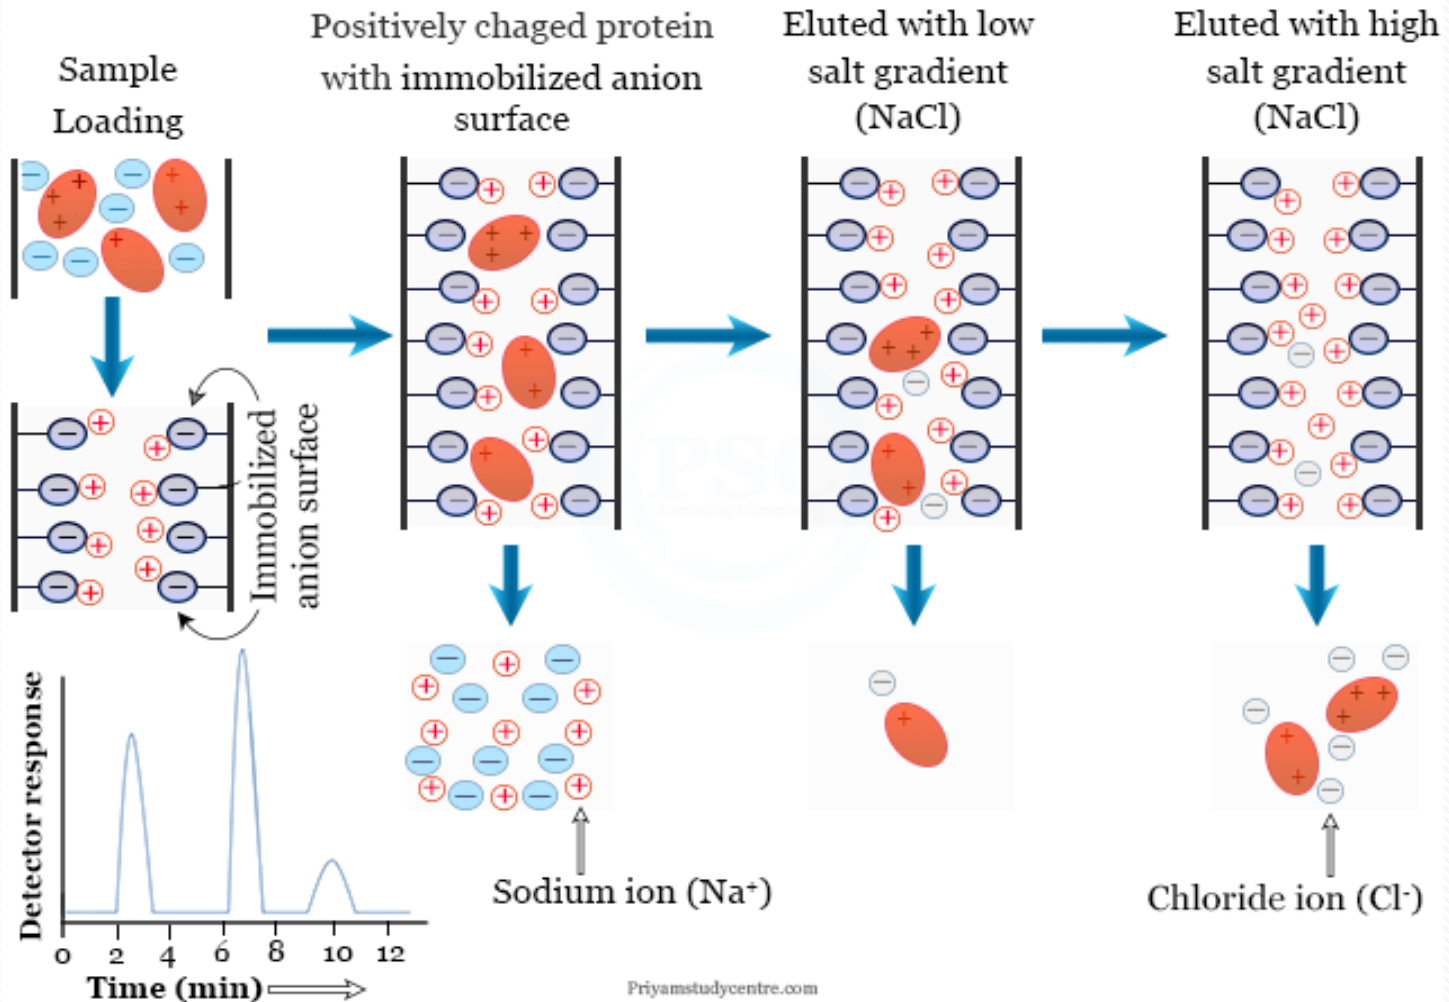 Sample
Loading
Positively chaged protein
with immobilized anion
surface
Eluted with low
salt gradient
(NaCl)
Eluted with high
salt gradient
(NaCl)
Immobilized
anion surface
PSC
Sodium ion (Na⁺)
Chloride ion (Cl⁻)
Detector response
0 2 4 6 8 10 12
Time (min)
Priyamstudycentre.com